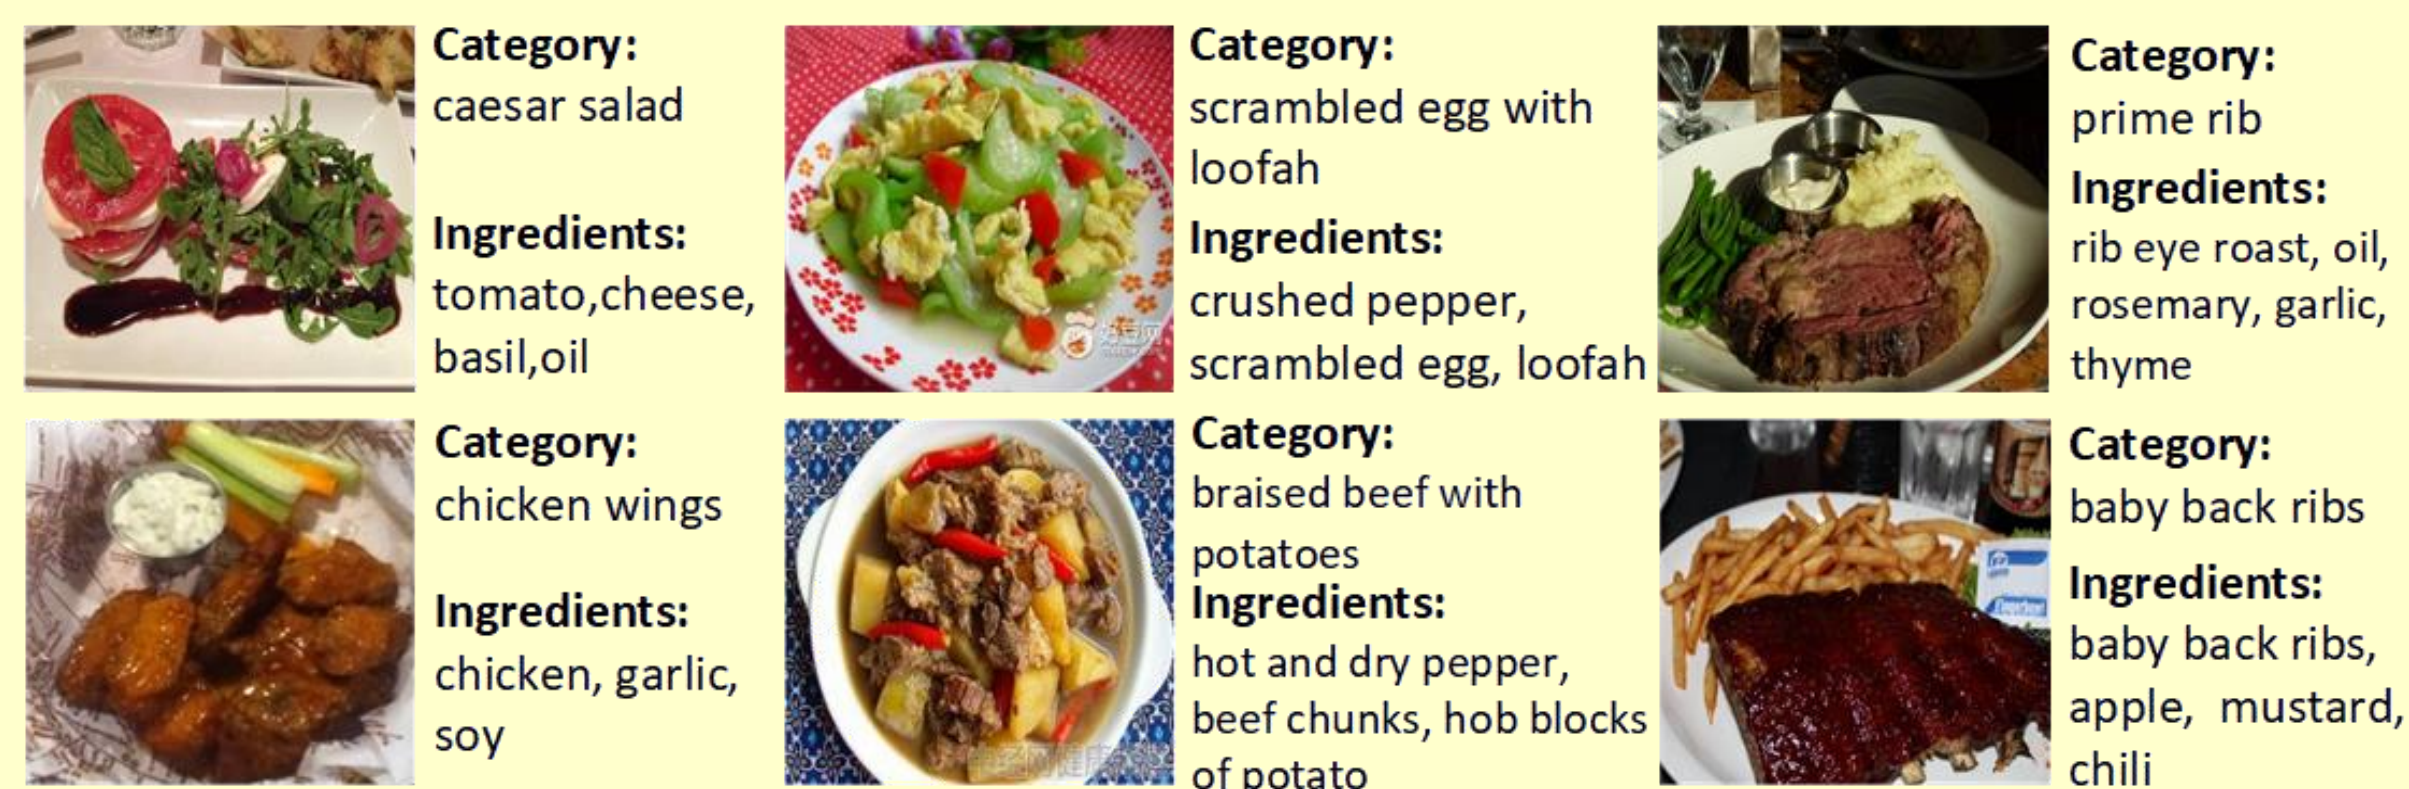 Category:
caesar salad
Ingredients:
tomato,cheese,
basil,oil
Category:
scrambled egg with
loofah
Ingredients:
crushed pepper,
scrambled egg, loofah
Category:
prime rib
Ingredients:
rib eye roast, oil,
rosemary, garlic,
thyme
Category:
chicken wings
Ingredients:
chicken, garlic,
soy
Category:
braised beef with
potatoes
Ingredients:
hot and dry pepper,
beef chunks, hob blocks
of potato
Category:
baby back ribs
Ingredients:
baby back ribs,
apple, mustard,
chili